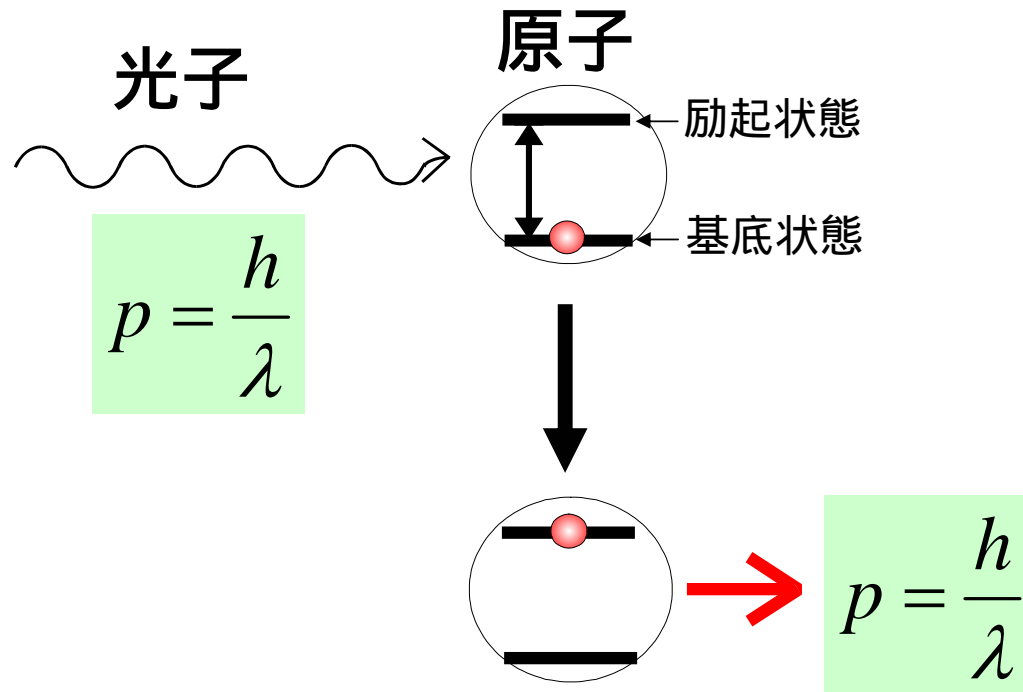 原子
光子
励起状態
基底状態
p = h/λ
p = h/λ